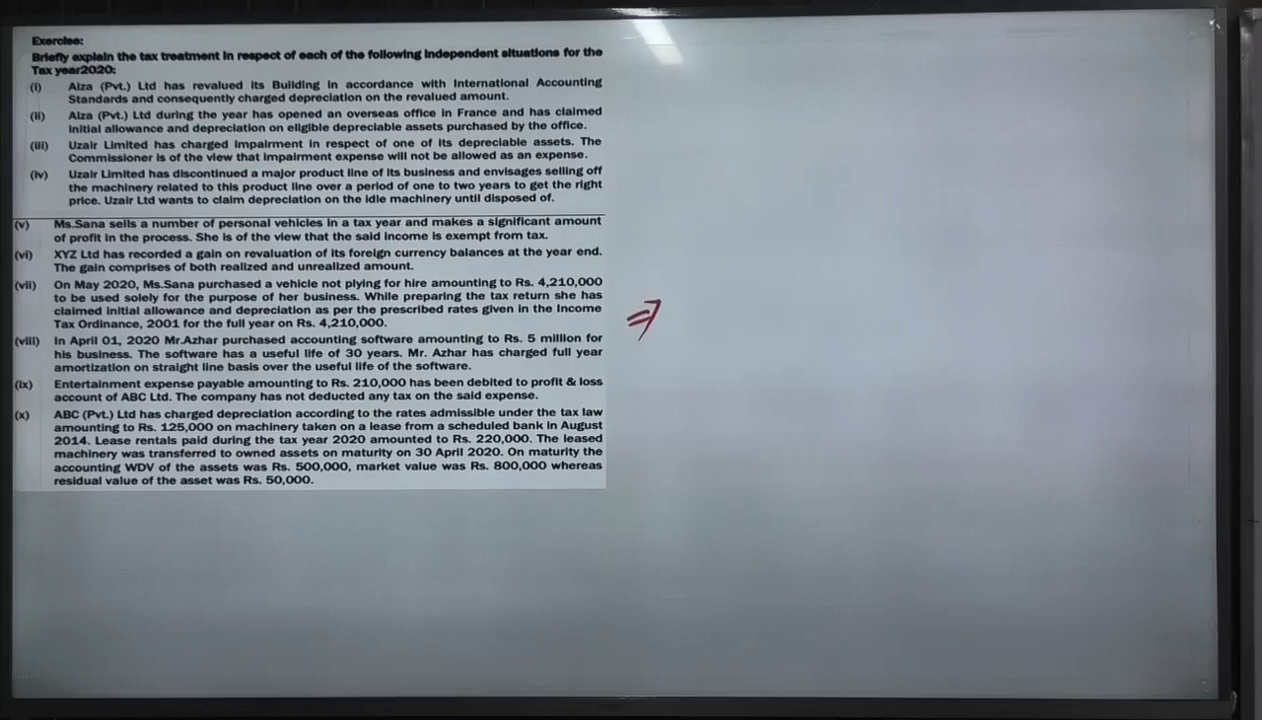 Exercise:
Briefly explain the tax treatment in respect of each of the following independent situations for the
Tax year2020:
(i) Aiza (Pvt.) Ltd has revalued its Building in accordance with International Accounting
Standards and consequently charged depreciation on the revalued amount.
(ii) Aiza (Pvt.) Ltd during the year has opened an overseas office in France and has claimed
initial allowance and depreciation on eligible depreciable assets purchased by the office.
(iii) Uzair Limited has charged impairment in respect of one of its depreciable assets. The
Commissioner is of the view that impairment expense will not be allowed as an expense.
(iv) Uzair Limited has discontinued a major product line of its business and envisages selling off
the machinery related to this product line over a period of one to two years to get the right
price. Uzair Ltd wants to claim depreciation on the idle machinery until disposed of.
(v) Ms.Sana sells a number of personal vehicles in a tax year and makes a significant amount
of profit in the process. She is of the view that the said income is exempt from tax.
(vi) XYZ Ltd has recorded a gain on revaluation of its foreign currency balances at the year end.
The gain comprises of both realized and unrealized amount.
(vii) On May 2020, Ms.Sana purchased a vehicle not plying for hire amounting to Rs. 4,210,000
to be used solely for the purpose of her business. While preparing the tax return she has
claimed initial allowance and depreciation as per the prescribed rates given in the Income
Tax Ordinance, 2001 for the full year on Rs. 4,210,000.
(viii) In April 01, 2020 Mr.Azhar purchased accounting software amounting to Rs. 5 million for
his business. The software has a useful life of 30 years. Mr. Azhar has charged full year
amortization on straight line basis over the useful life of the software.
(ix) Entertainment expense payable amounting to Rs. 210,000 has been debited to profit & loss
account of ABC Ltd. The company has not deducted any tax on the said expense.
(x) ABC (Pvt.) Ltd has charged depreciation according to the rates admissible under the tax law
amounting to Rs. 125,000 on machinery taken on a lease from a scheduled bank in August
2014. Lease rentals paid during the tax year 2020 amounted to Rs. 220,000. The leased
machinery was transferred to owned assets on maturity on 30 April 2020. On maturity the
accounting WDV of the assets was Rs. 500,000, market value was Rs. 800,000 whereas
residual value of the asset was Rs. 50,000.